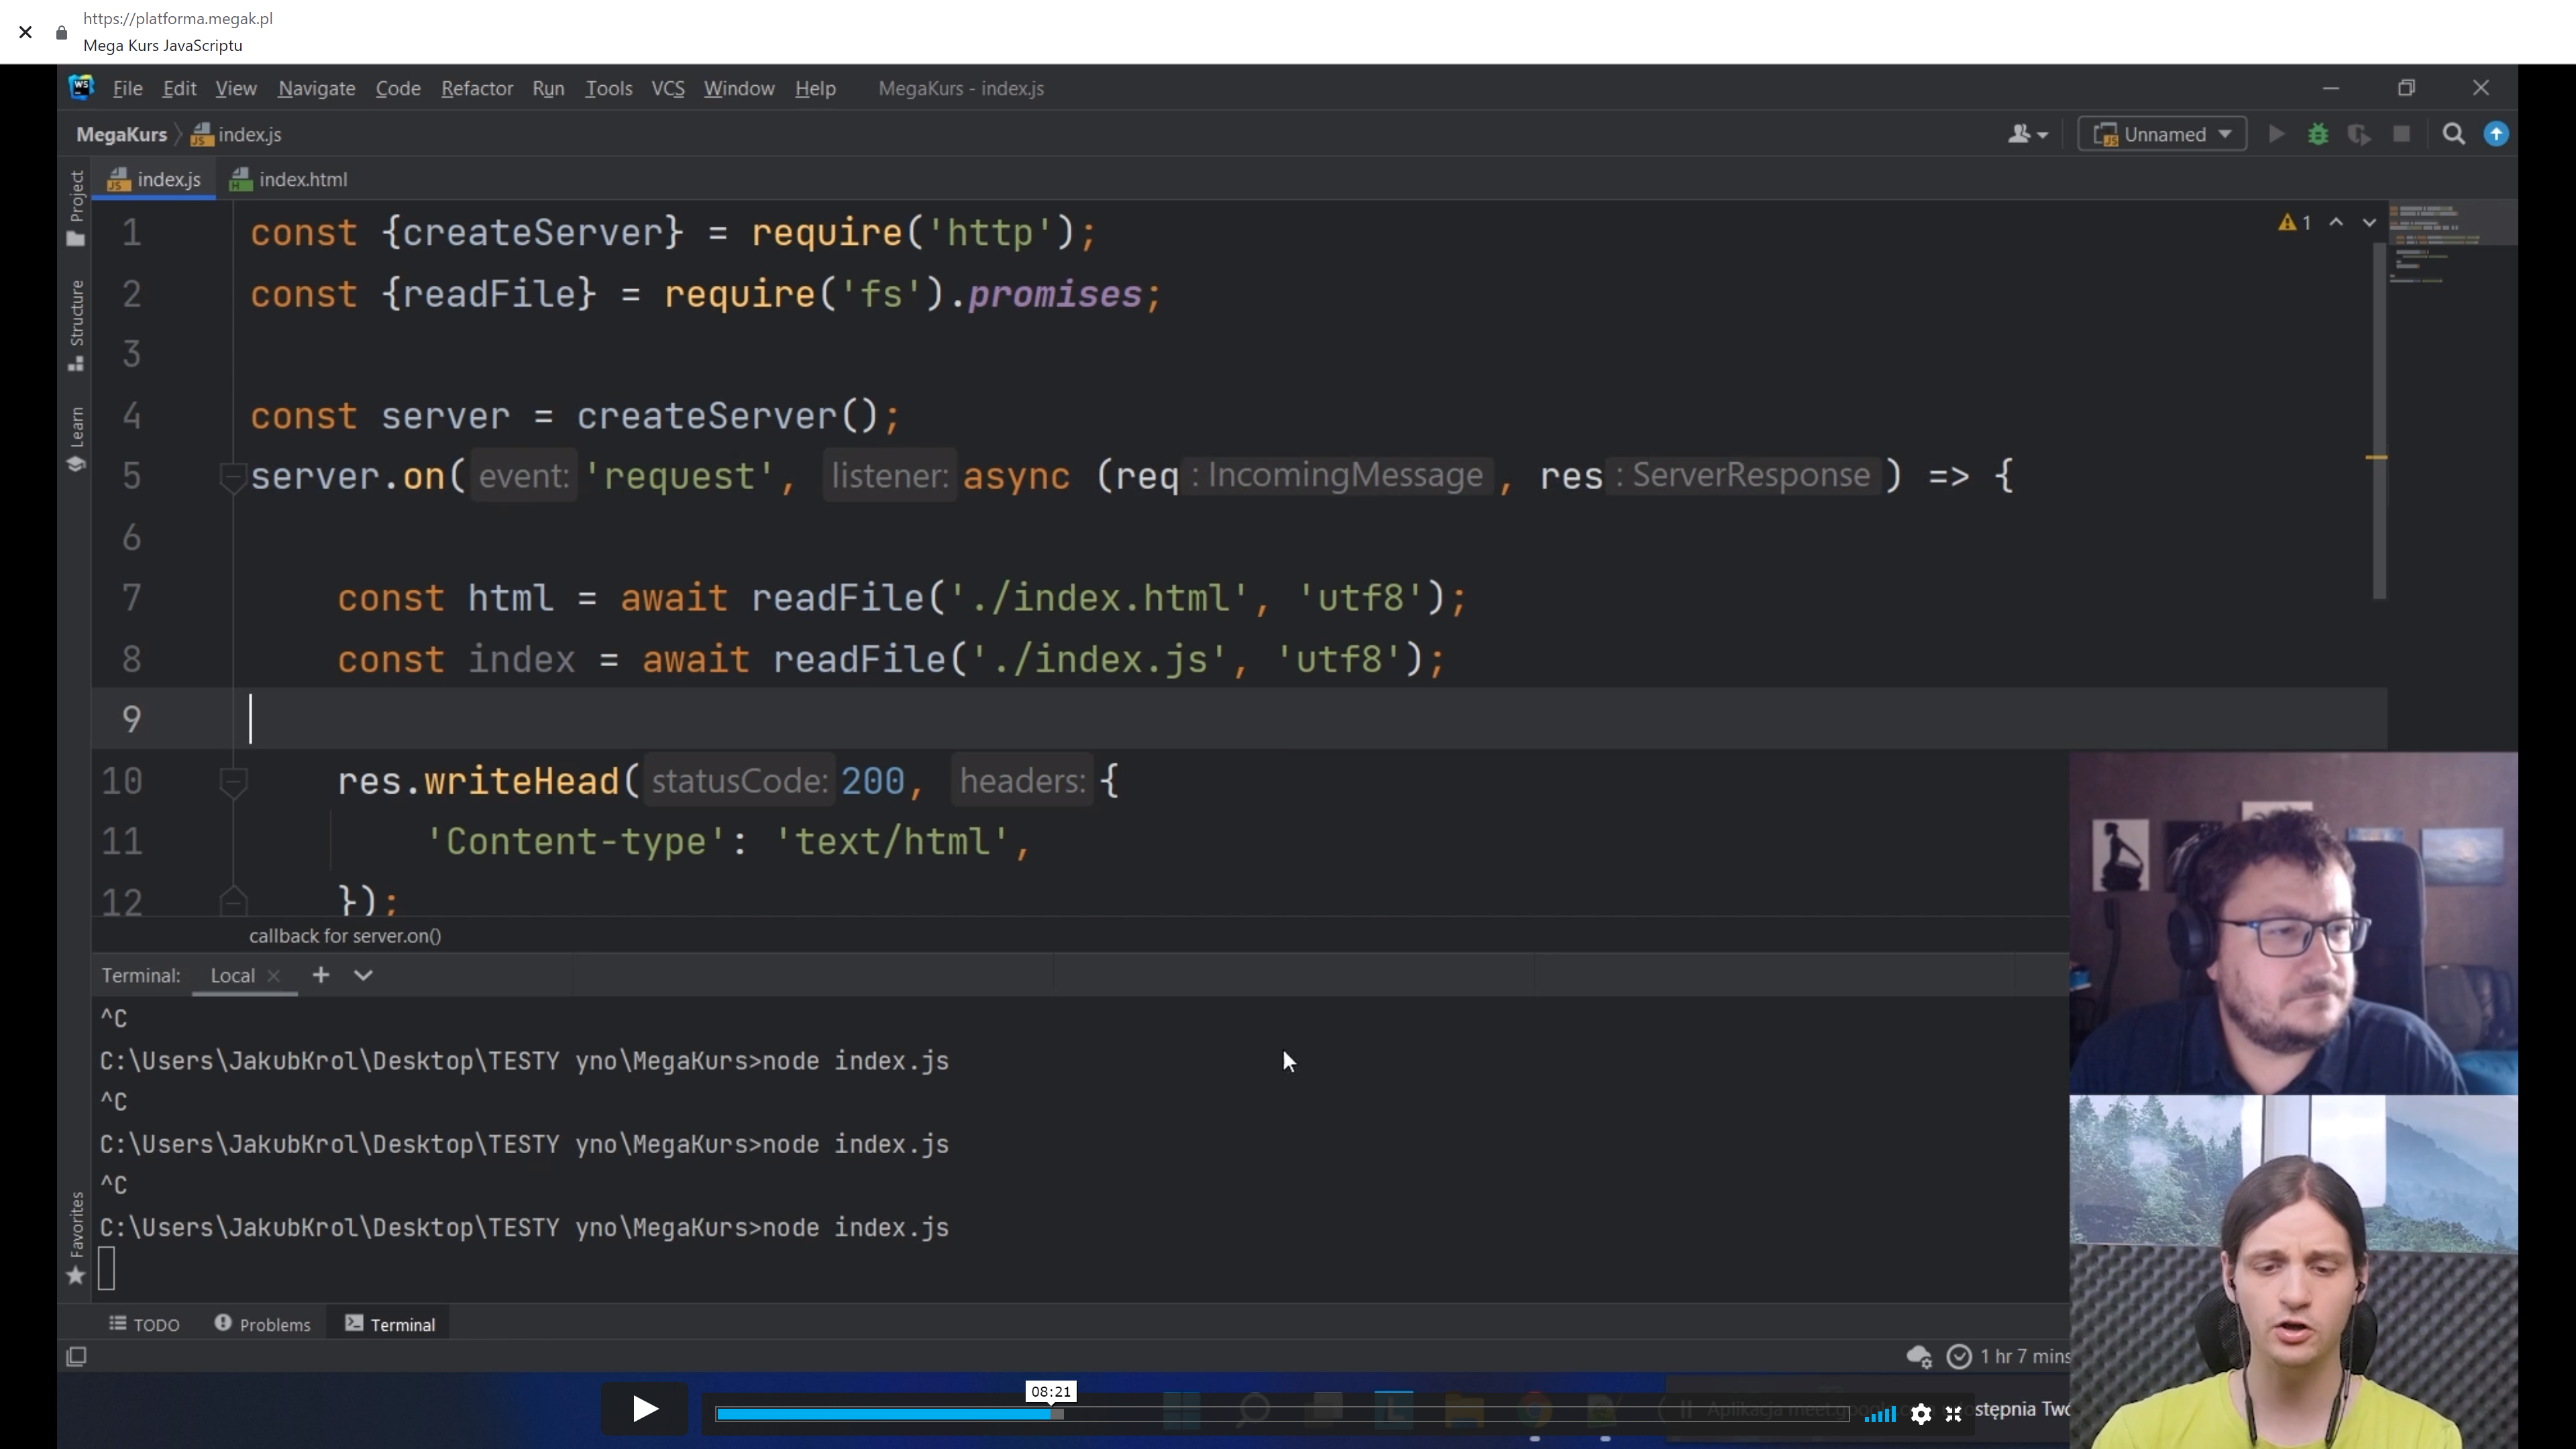 https://platforma.megak.pl
Mega Kurs JavaScriptu
WS File Edit View Navigate Code Refactor Run Tools VCS Window Help MegaKurs - index.js
MegaKurs index.js Unnamed
Project
Structure
Learn
Favorites
index.js index.html
1 const {createServer} = require('http');
2 const {readFile} = require('fs').promises;
3
4 const server = createServer();
5 server.on( event: 'request', listener: async (req : IncomingMessage , res : ServerResponse ) => {
6
7 const html = await readFile('./index.html', 'utf8');
8 const index = await readFile('./index.js', 'utf8');
9
10 res.writeHead( statusCode: 200, headers: {
11 'Content-type': 'text/html',
12 });
1
callback for server.on()
Terminal: Local
^C
C:\Users\JakubKrol\Desktop\TESTY yno\MegaKurs>node index.js
^C
C:\Users\JakubKrol\Desktop\TESTY yno\MegaKurs>node index.js
^C
C:\Users\JakubKrol\Desktop\TESTY yno\MegaKurs>node index.js
TODO Problems Terminal
1 hr 7 mins
08:21
Aplikacja